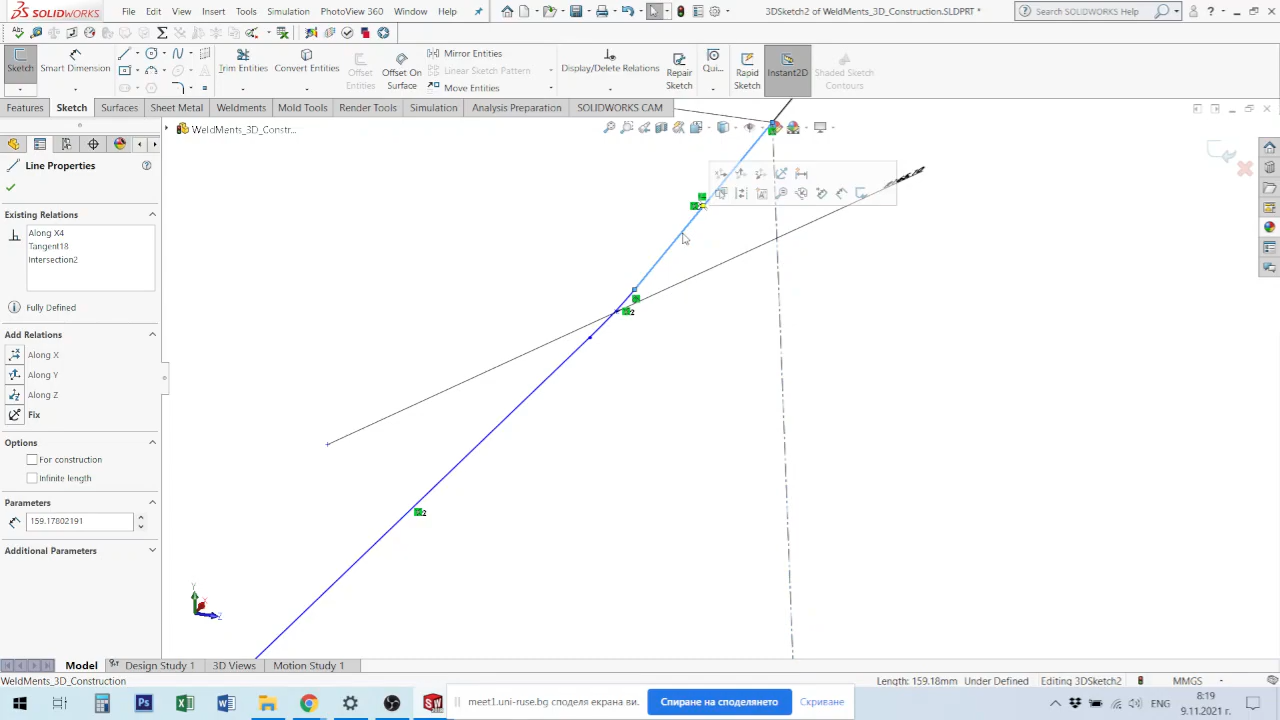 SOLIDWORKS File Edit View Insert Tools Simulation PhotoView 360 Window Help
3DSketch2 of WeldMents_3D_Construction.SLDPRT *
Search SOLIDWORKS Help
Sketch
Smart Dimension
Trim Entities
Convert Entities
Offset Entities
Offset On Surface
Mirror Entities
Linear Sketch Pattern
Move Entities
Display/Delete Relations
Repair Sketch
Qui...
Rapid Sketch
Instant2D
Shaded Sketch Contours
Features Sketch Surfaces Sheet Metal Weldments Mold Tools Render Tools Simulation Analysis Preparation SOLIDWORKS CAM
WeldMents_3D_Constr...
Line Properties
Existing Relations
Along X4
Tangent18
Intersection2
Fully Defined
Add Relations
Along X
Along Y
Along Z
Fix
Options
For construction
Infinite length
Parameters
159.17802191
Additional Parameters
2
2
Y
Z
Model Design Study 1 3D Views Motion Study 1
WeldMents_3D_Construction
Length: 159.18mm Under Defined Editing 3DSketch2 MMGS
meet1.uni-ruse.bg споделя екрана ви.
Спиране на споделянето
Скриване
ENG
8:19
9.11.2021 г.